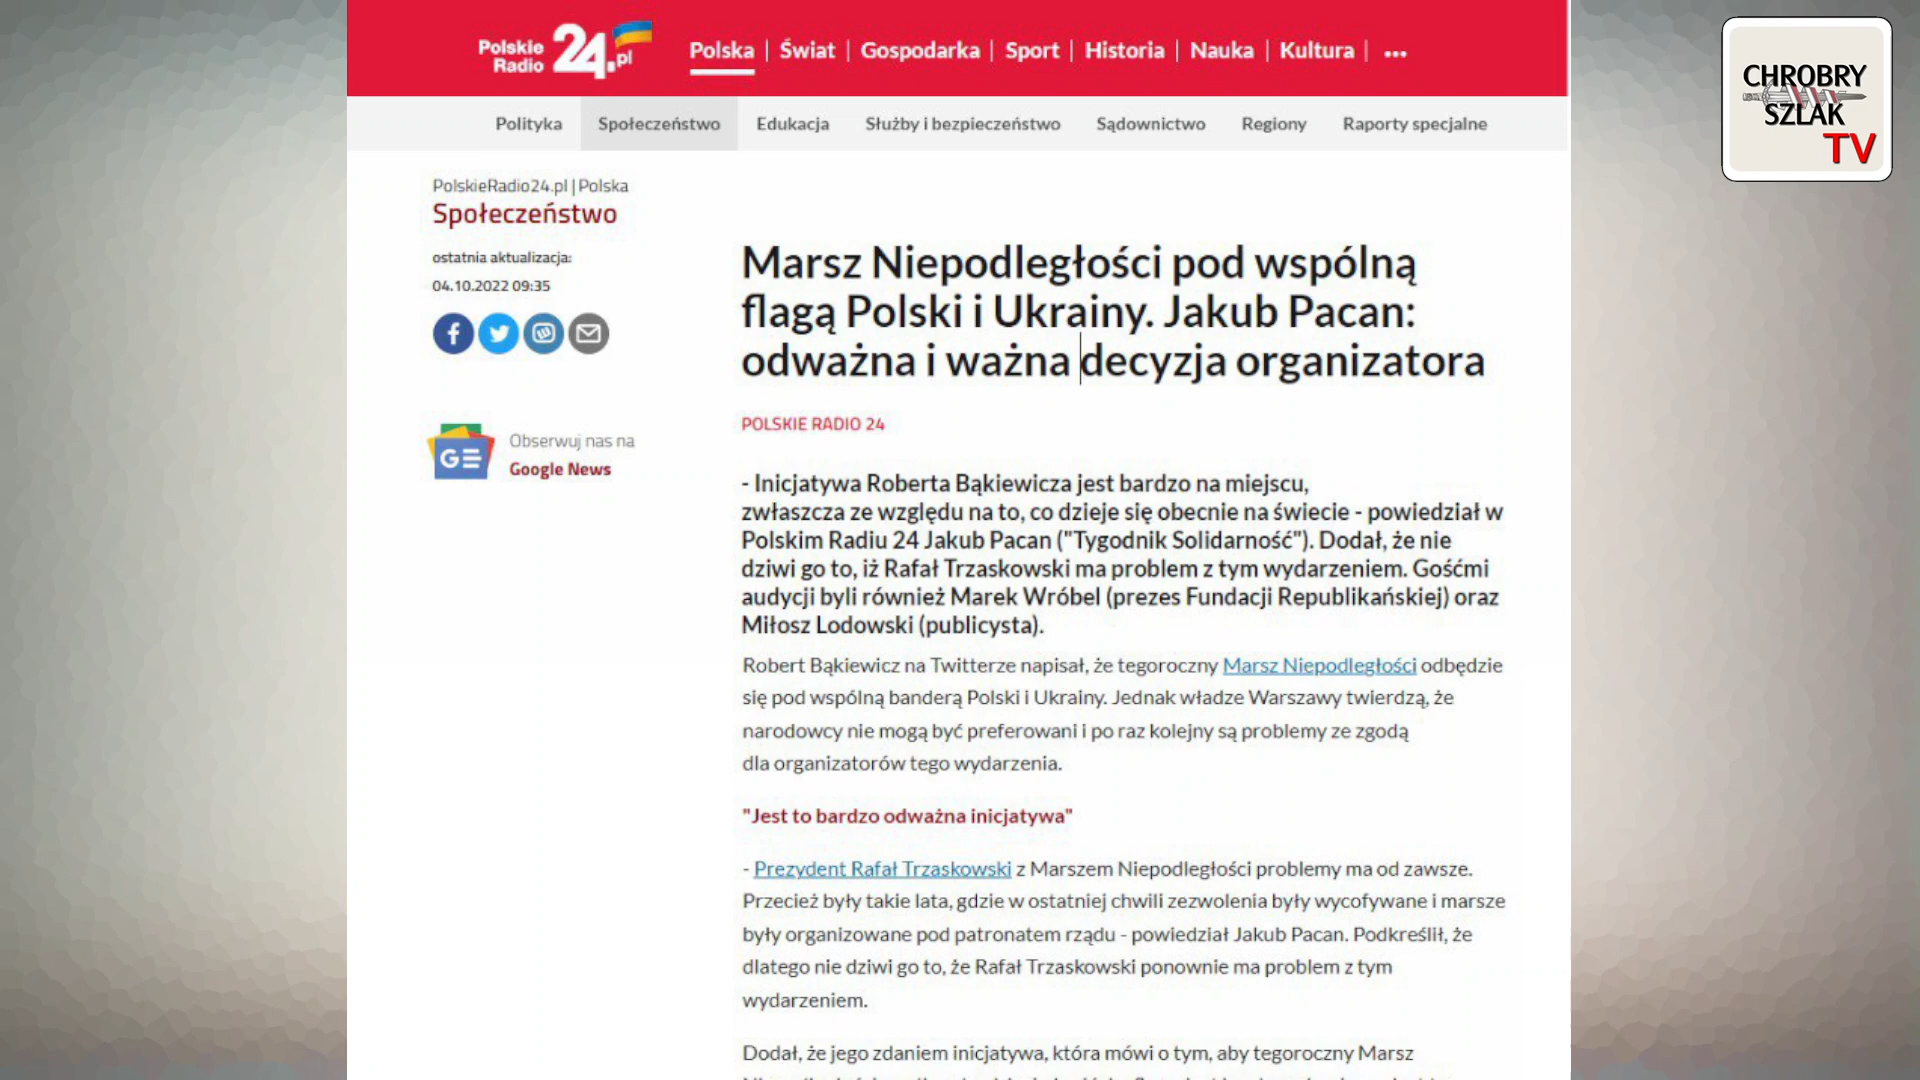 Polskie Radio 24.pl
Polska | Świat | Gospodarka | Sport | Historia | Nauka | Kultura | ...
CHROBRY SZLAK TV
Polityka Społeczeństwo Edukacja Służby i bezpieczeństwo Sądownictwo Regiony Raporty specjalne
PolskieRadio24.pl | Polska
Społeczeństwo
ostatnia aktualizacja:
04.10.2022 09:35
Obserwuj nas na
Google News
Marsz Niepodległości pod wspólną
flagą Polski i Ukrainy. Jakub Pacan:
odważna i ważna decyzja organizatora
POLSKIE RADIO 24
- Inicjatywa Roberta Bąkiewicza jest bardzo na miejscu,
zwłaszcza ze względu na to, co dzieje się obecnie na świecie - powiedział w
Polskim Radiu 24 Jakub Pacan ("Tygodnik Solidarność"). Dodał, że nie
dziwi go to, iż Rafał Trzaskowski ma problem z tym wydarzeniem. Gośćmi
audycji byli również Marek Wróbel (prezes Fundacji Republikańskiej) oraz
Miłosz Lodowski (publicysta).
Robert Bąkiewicz na Twitterze napisał, że tegoroczny Marsz Niepodległości odbędzie
się pod wspólną banderą Polski i Ukrainy. Jednak władze Warszawy twierdzą, że
narodowcy nie mogą być preferowani i po raz kolejny są problemy ze zgodą
dla organizatorów tego wydarzenia.
"Jest to bardzo odważna inicjatywa"
- Prezydent Rafał Trzaskowski z Marszem Niepodległości problemy ma od zawsze.
Przecież były takie lata, gdzie w ostatniej chwili zezwolenia były wycofywane i marsze
były organizowane pod patronatem rządu - powiedział Jakub Pacan. Podkreślił, że
dlatego nie dziwi go to, że Rafał Trzaskowski ponownie ma problem z tym
wydarzeniem.
Dodał, że jego zdaniem inicjatywa, która mówi o tym, aby tegoroczny Marsz